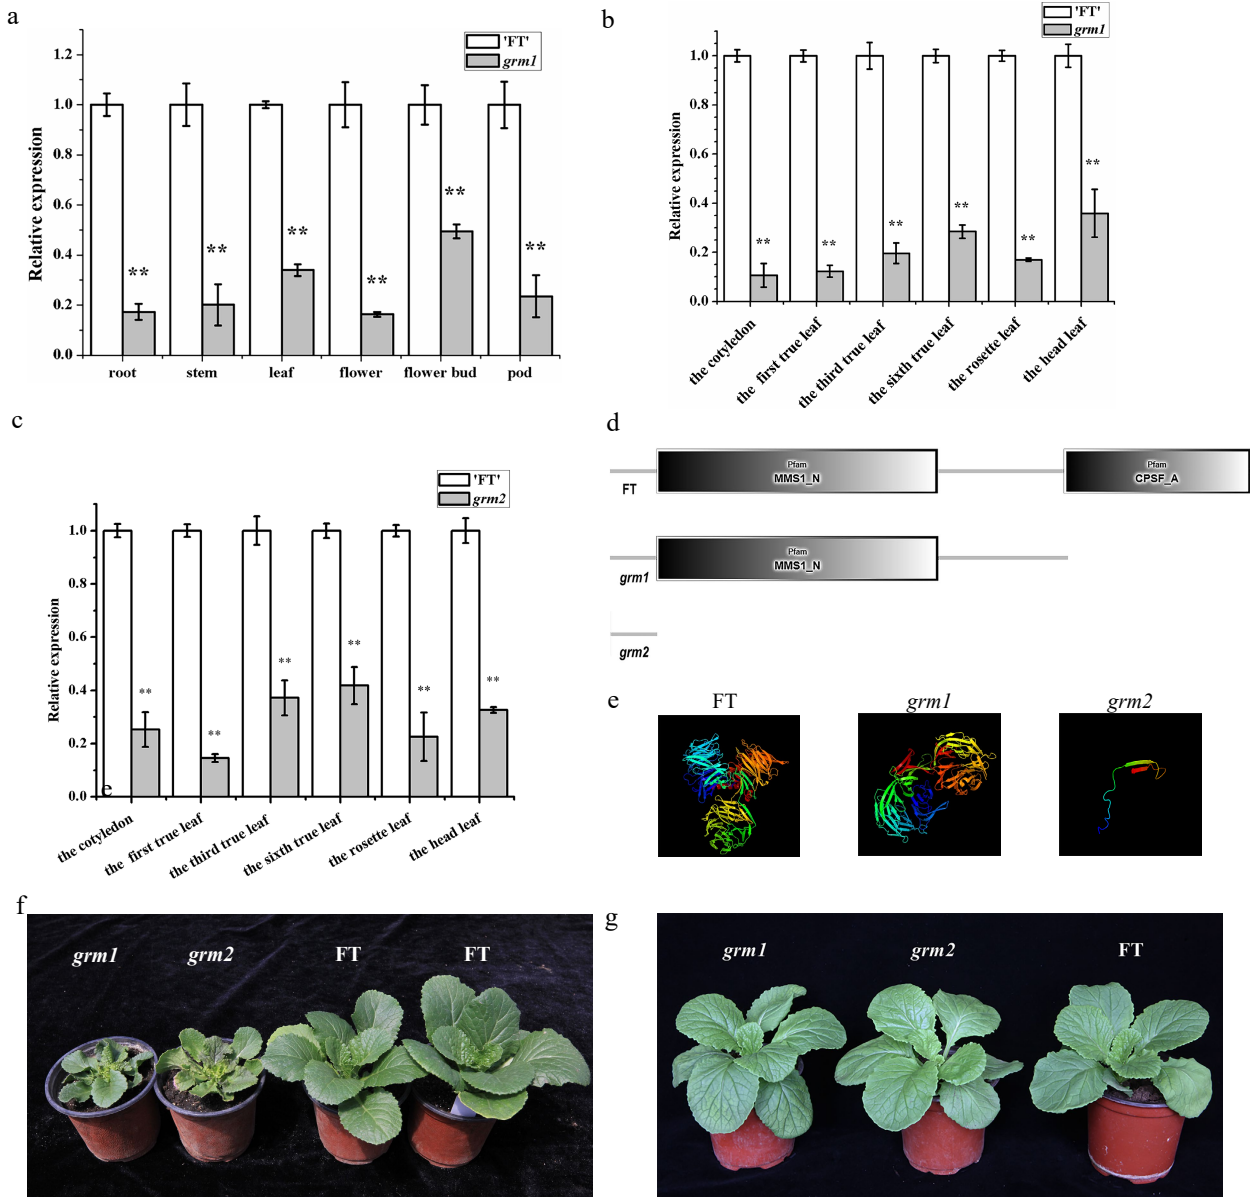 a
'FT'
grm1
Relative expression
1.2
1.0
0.8
0.6
0.4
0.2
0.0
**
**
**
**
**
**
root stem leaf flower flower bud pod
b
'FT'
grm1
Relative expression
1.0
0.8
0.6
0.4
0.2
0.0
**
**
**
**
**
**
the cotyledon
the first true leaf
the third true leaf
the sixth true leaf
the rosette leaf
the head leaf
c
'FT'
grm2
Relative expression
1.0
0.8
0.6
0.4
0.2
0.0
e
**
**
**
**
**
**
the cotyledon
the first true leaf
the third true leaf
the sixth true leaf
the rosette leaf
the head leaf
d
Pfam
MMS1_N
Pfam
CPSF_A
FT
Pfam
MMS1_N
grm1
grm2
e
FT grm1 grm2
f
grm1 grm2 FT FT
g
grm1 grm2 FT